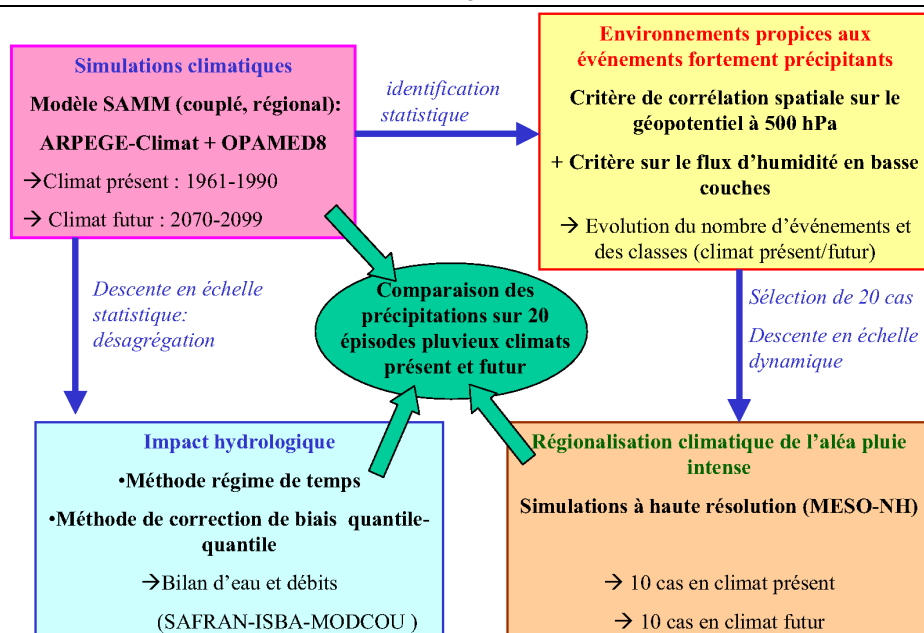 Simulations climatiques
Modèle SAMM (couplé, régional):
ARPEGE-Climat + OPAMED8
→Climat présent : 1961-1990
→ Climat futur : 2070-2099
identification
statistique
Environnements propices aux
événements fortement précipitants
Critère de corrélation spatiale sur le
géopotentiel à 500 hPa
+ Critère sur le flux d'humidité en basse
couches
→ Evolution du nombre d'événements et
des classes (climat présent/futur)
Descente en échelle
statistique:
désagrégation
Comparaison des
précipitations sur 20
épisodes pluvieux climats
présent et futur
Sélection de 20 cas
Descente en échelle
dynamique
Impact hydrologique
•Méthode régime de temps
•Méthode de correction de biais quantile-
quantile
→Bilan d'eau et débits
(SAFRAN-ISBA-MODCOU )
Régionalisation climatique de l'aléa pluie
intense
Simulations à haute résolution (MESO-NH)
→ 10 cas en climat présent
→ 10 cas en climat futur